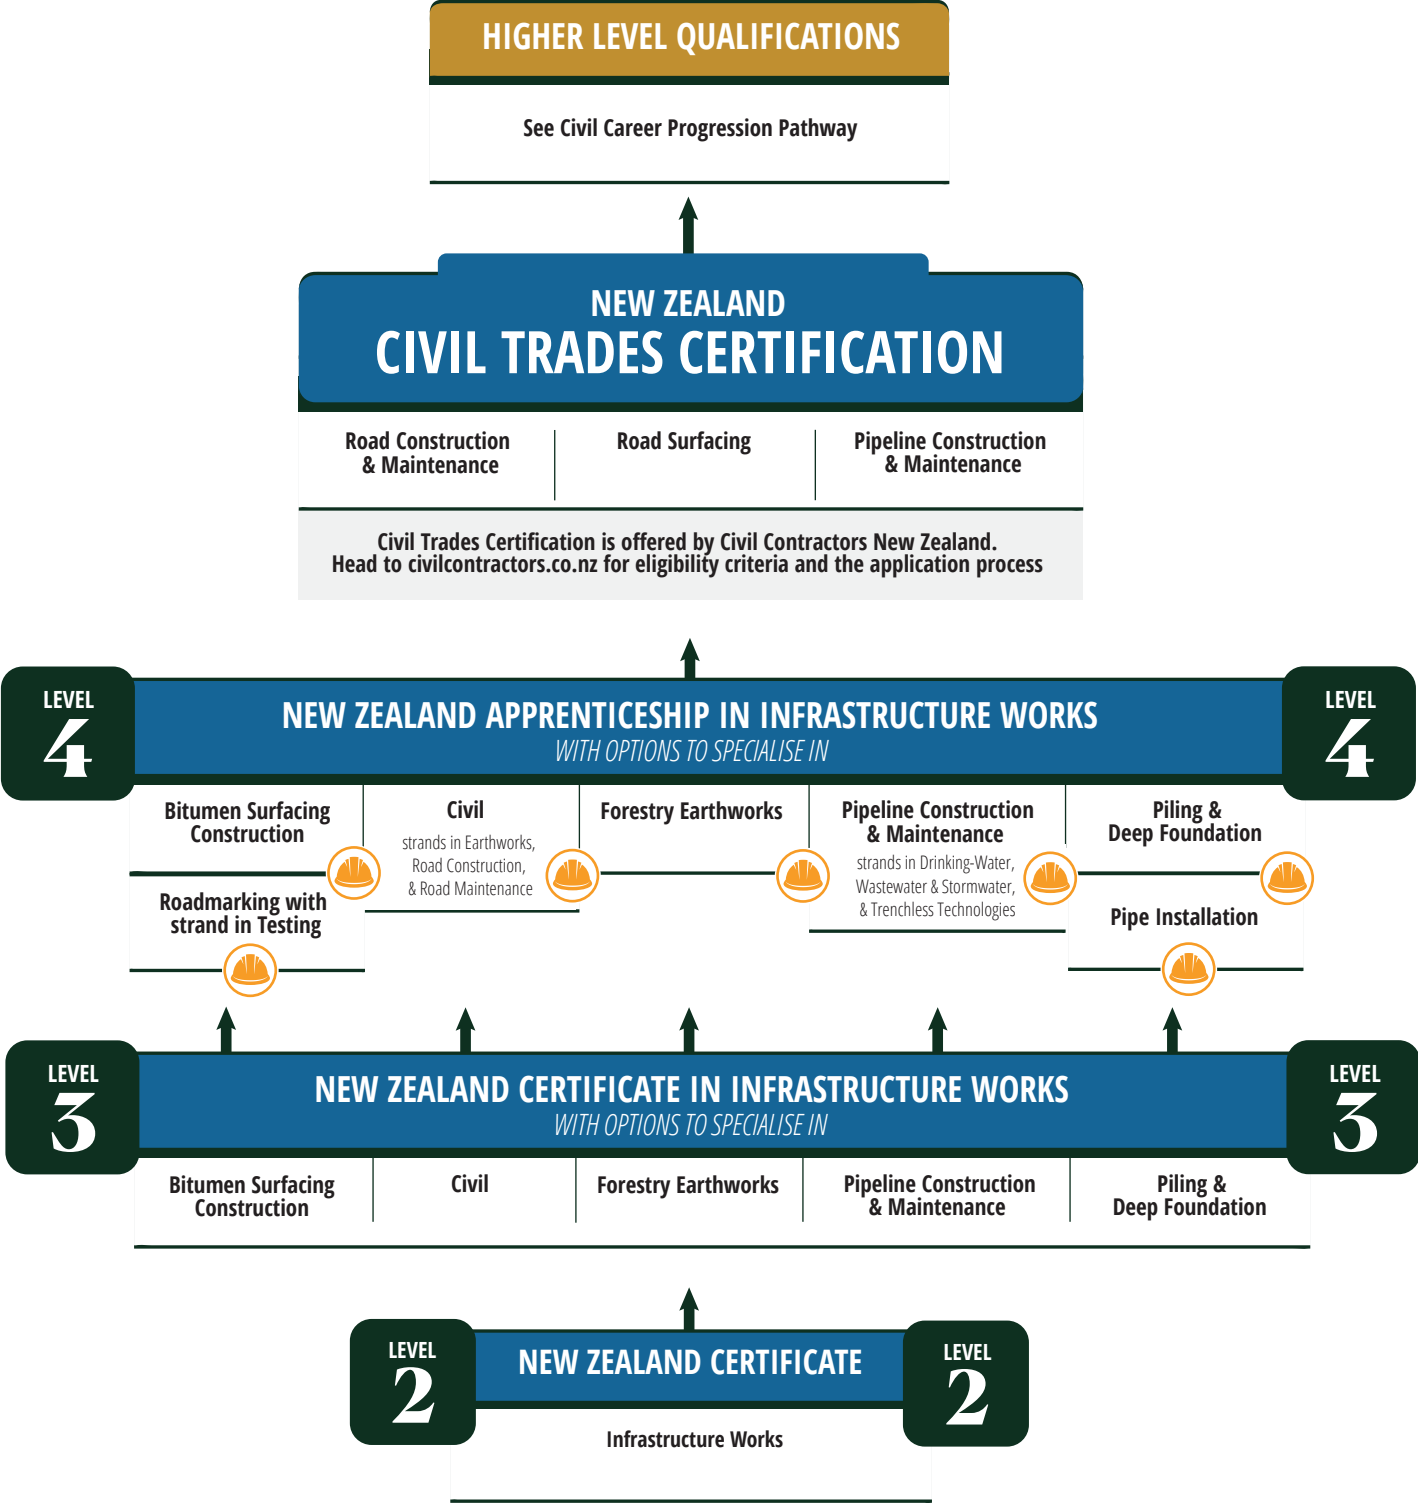 HIGHER LEVEL QUALIFICATIONS
See Civil Career Progression Pathway
NEW ZEALAND
CIVIL TRADES CERTIFICATION
Road Construction
& Maintenance
Road Surfacing
Pipeline Construction
& Maintenance
Civil Trades Certification is offered by Civil Contractors New Zealand.
Head to civilcontractors.co.nz for eligibility criteria and the application process
LEVEL
4
NEW ZEALAND APPRENTICESHIP IN INFRASTRUCTURE WORKS
WITH OPTIONS TO SPECIALISE IN
LEVEL
4
Bitumen Surfacing
Construction
Roadmarking with
strand in Testing
Civil
strands in Earthworks,
Road Construction,
& Road Maintenance
Forestry Earthworks
Pipeline Construction
& Maintenance
strands in Drinking-Water,
Wastewater & Stormwater,
& Trenchless Technologies
Piling &
Deep Foundation
Pipe Installation
LEVEL
3
NEW ZEALAND CERTIFICATE IN INFRASTRUCTURE WORKS
WITH OPTIONS TO SPECIALISE IN
LEVEL
3
Bitumen Surfacing
Construction
Civil
Forestry Earthworks
Pipeline Construction
& Maintenance
Piling &
Deep Foundation
LEVEL
2
NEW ZEALAND CERTIFICATE
LEVEL
2
Infrastructure Works